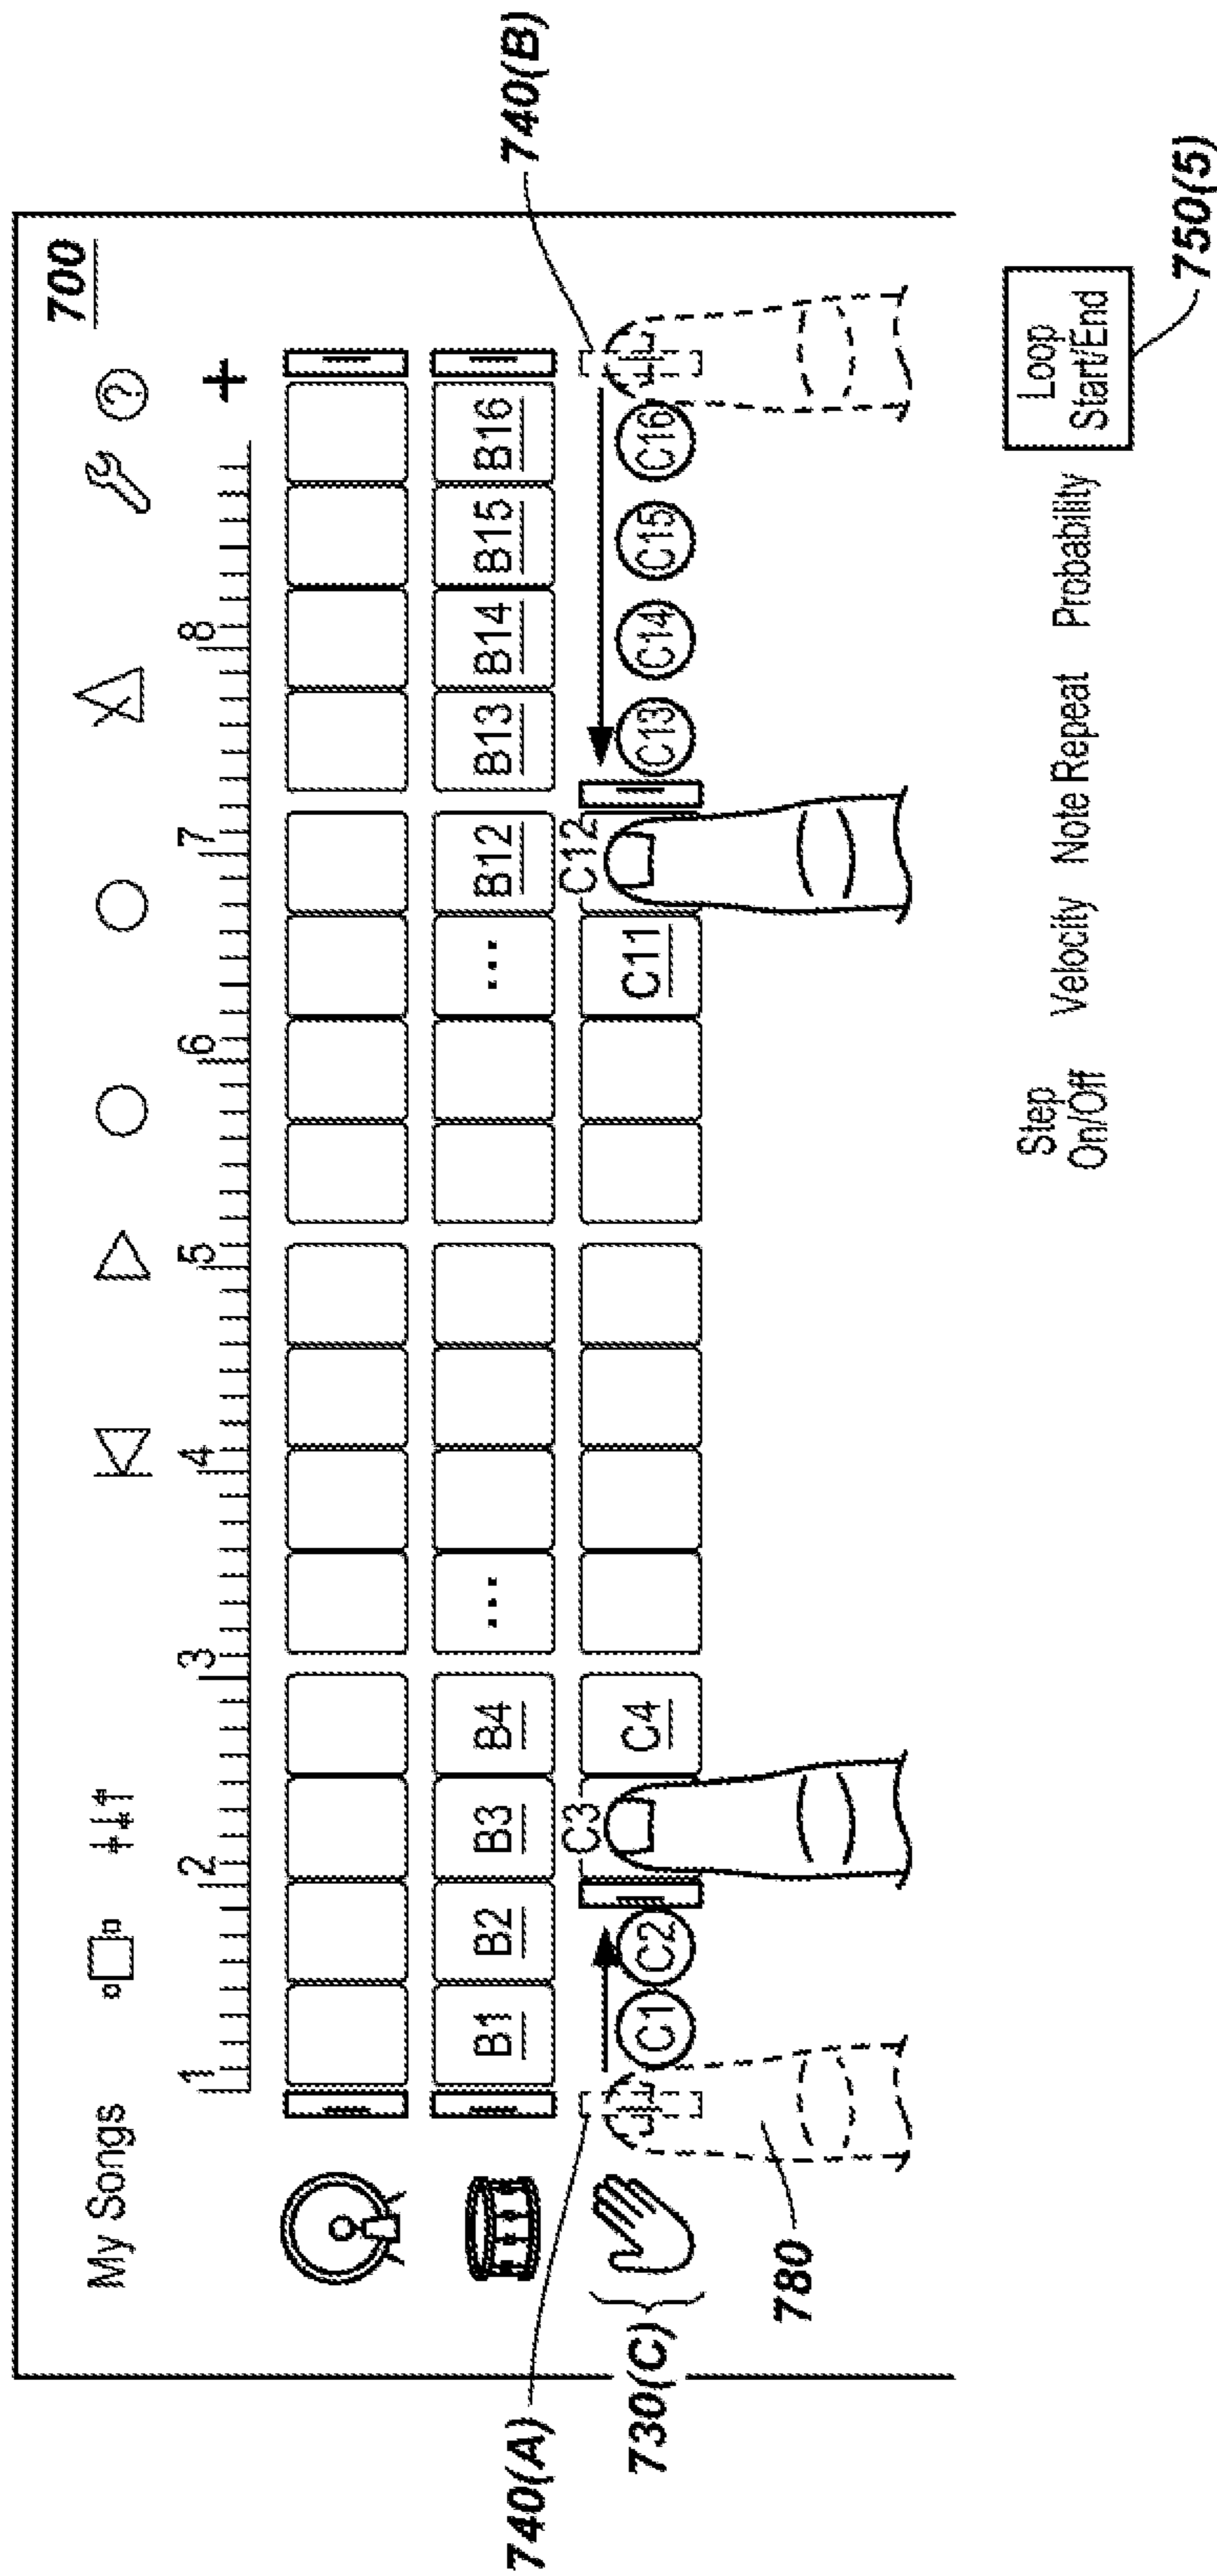 700
My Songs
?
+
1 2 3 4 5 6 7 8
B1 B2 B3 B4 ... ... B12 B13 B14 B15 B16
740(A)
740(B)
C1 C2 C3 C4 C11 C12 C13 C14 C15 C16
730(C)
780
Step
On/Off
Velocity
Note Repeat
Probability
Loop
Start/End
750(5)